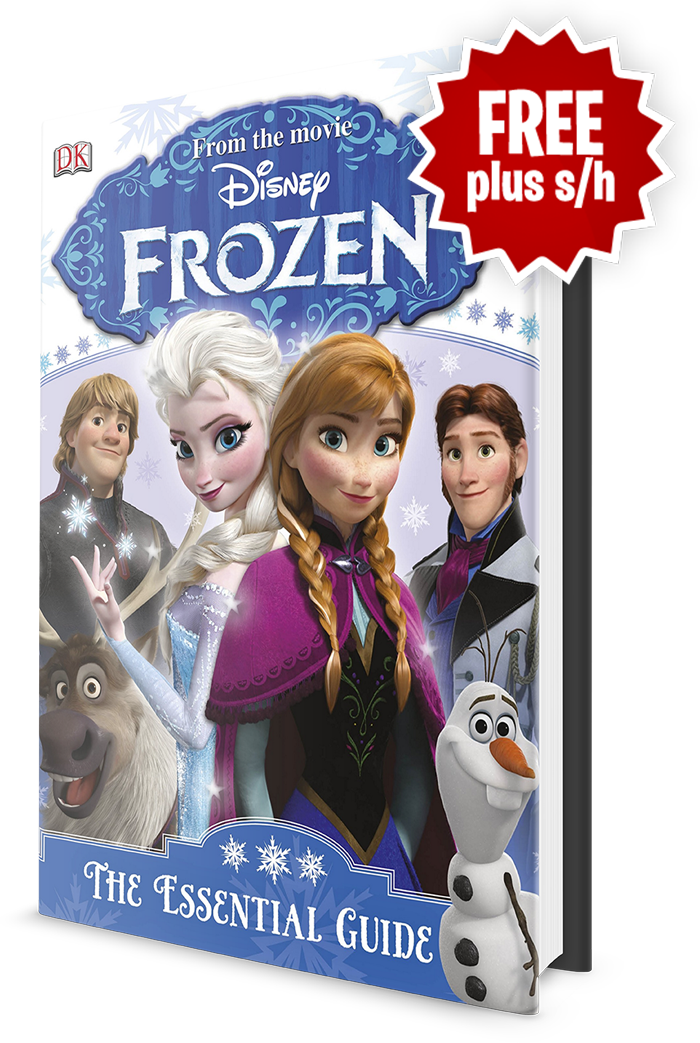 FREE
plus s/h
DK
From the movie
Disney
FROZEN
The Essential Guide